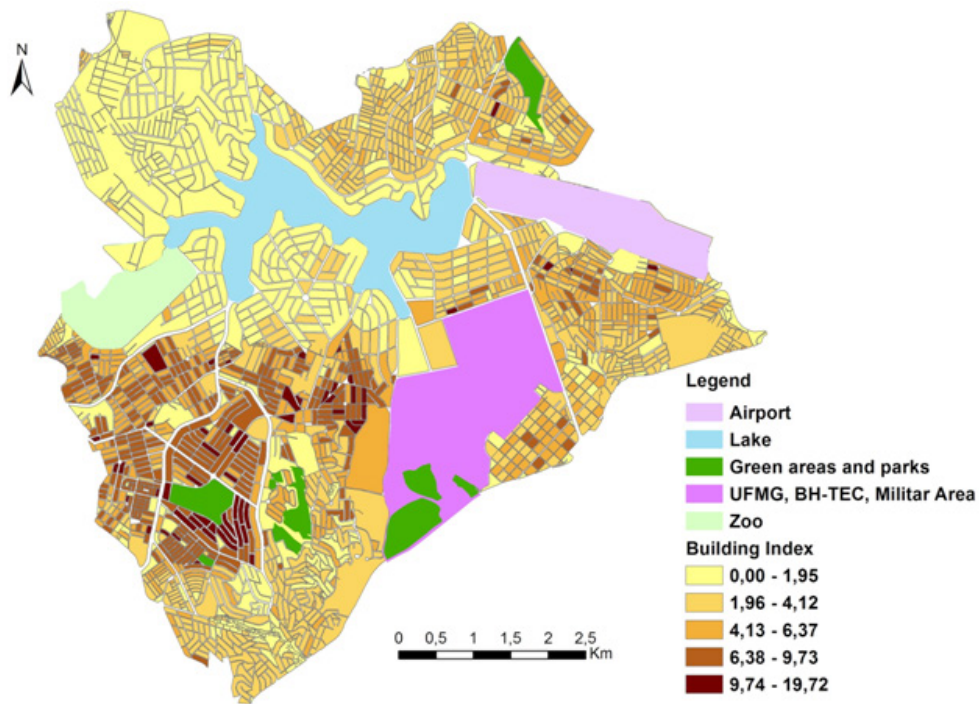 N
Legend
Airport
Lake
Green areas and parks
UFMG, BH-TEC, Militar Area
Zoo
Building Index
0,00 - 1,95
1,96 - 4,12
4,13 - 6,37
6,38 - 9,73
9,74 - 19,72
0 0,5 1 1,5 2 2,5
Km